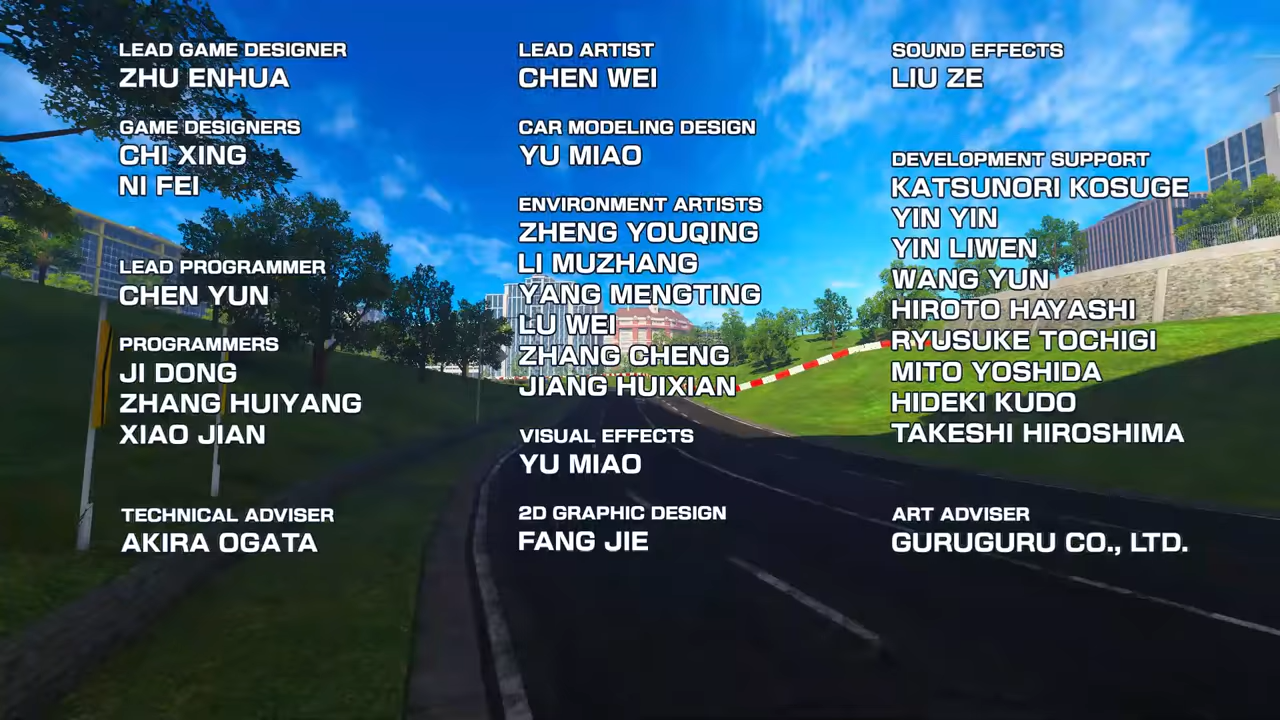 LEAD GAME DESIGNER
ZHU ENHUA
GAME DESIGNERS
CHI XING
NI FEI
LEAD PROGRAMMER
CHEN YUN
PROGRAMMERS
JI DONG
ZHANG HUIYANG
XIAO JIAN
TECHNICAL ADVISER
AKIRA OGATA
LEAD ARTIST
CHEN WEI
CAR MODELING DESIGN
YU MIAO
ENVIRONMENT ARTISTS
ZHENG YOUQING
LI MUZHANG
YANG MENGTING
LU WEI
ZHANG CHENG
JIANG HUIXIAN
VISUAL EFFECTS
YU MIAO
2D GRAPHIC DESIGN
FANG JIE
SOUND EFFECTS
LIU ZE
DEVELOPMENT SUPPORT
KATSUNORI KOSUGE
YIN YIN
YIN LIWEN
WANG YUN
HIROTO HAYASHI
RYUSUKE TOCHIGI
MITO YOSHIDA
HIDEKI KUDO
TAKESHI HIROSHIMA
ART ADVISER
GURUGURU CO., LTD.